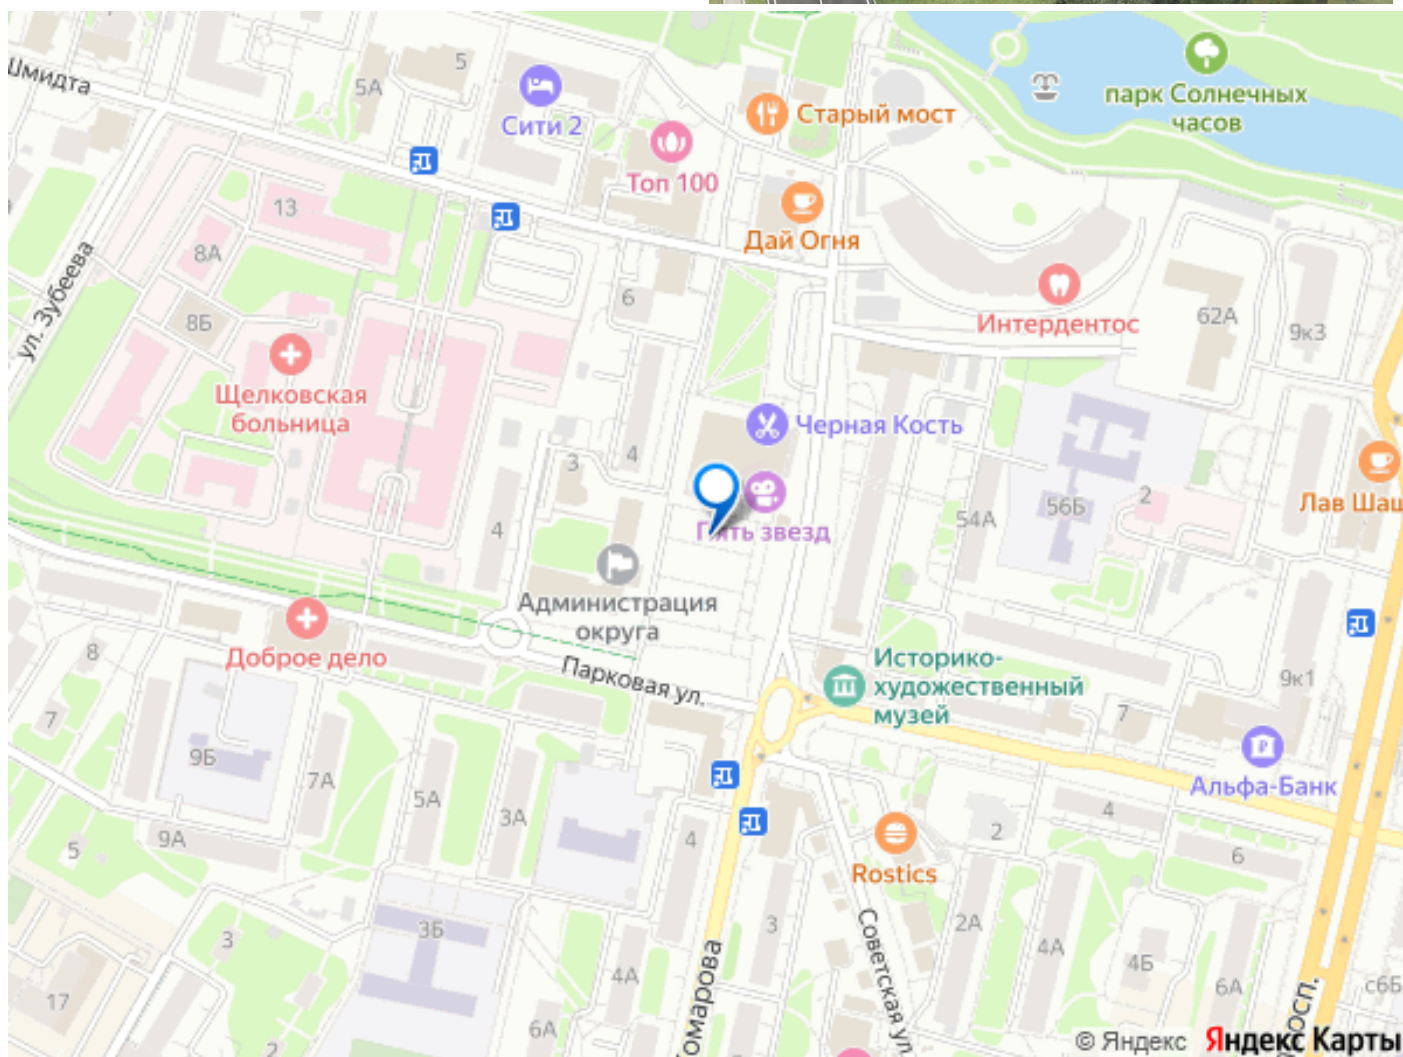 Шмидта
5А
5
Сити 2
Топ 100
Старый мост
парк Солнечных
часов
13
8А
8Б
ул. Зубеева
Дай Огня
6
Щелковская
больница
Интердентос
62А
9к3
Черная Кость
4
3
4
Пять звезд
54А
56Б
2
Лав Шаш
Администрация
округа
Доброе дело
8
7
Парковая ул.
Историко-
художественный
музей
9к1
7
Альфа-Банк
9Б
7А
5А
3А
9А
5
4
2
4
6
Rostics
3
3Б
3
2А
4А
4Б
6А
с6Б
17
2
4А
6А
Комарова
Советская ул.
просп.
© Яндекс Яндекс Карты